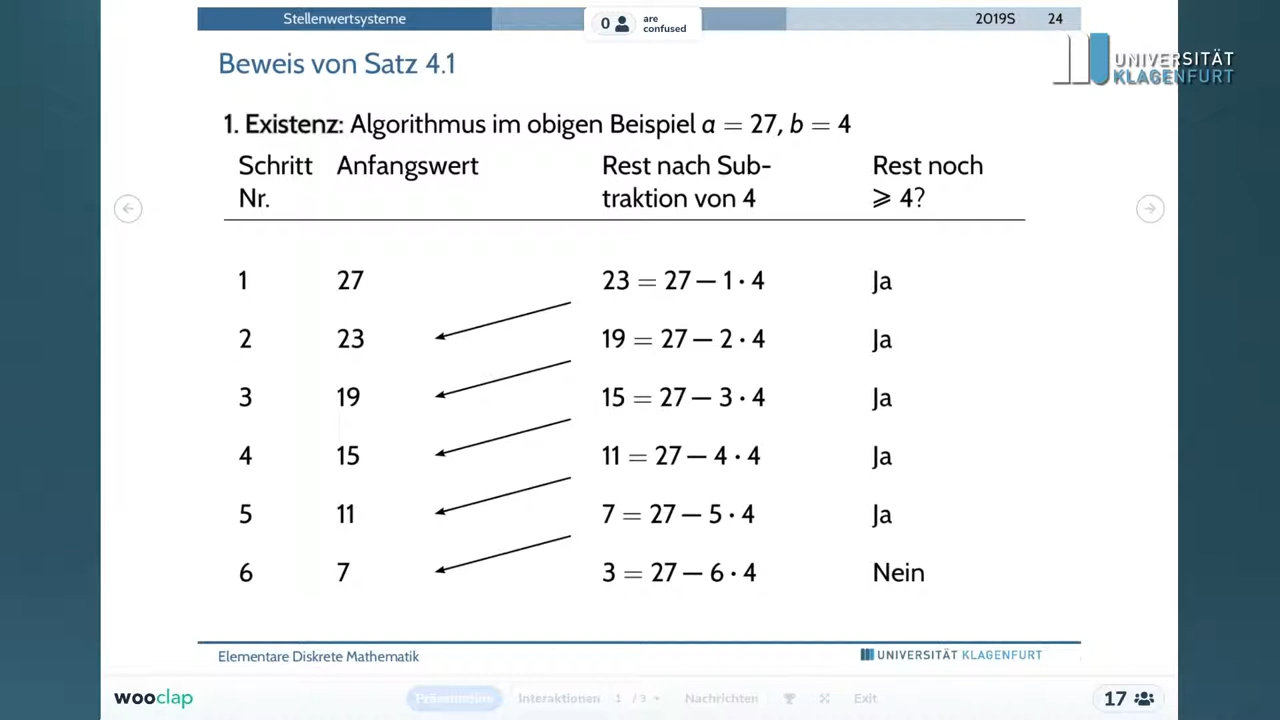 Stellenwertsysteme
2019S 24
0 are confused
Beweis von Satz 4.1
UNIVERSITÄT
KLAGENFURT
1. Existenz: Algorithmus im obigen Beispiel a = 27, b = 4
Schritt Anfangswert Rest nach Sub- Rest noch
Nr. traktion von 4 ⩾ 4?
1 27 23 = 27 − 1 · 4 Ja
2 23 19 = 27 − 2 · 4 Ja
3 19 15 = 27 − 3 · 4 Ja
4 15 11 = 27 − 4 · 4 Ja
5 11 7 = 27 − 5 · 4 Ja
6 7 3 = 27 − 6 · 4 Nein
Elementare Diskrete Mathematik UNIVERSITÄT KLAGENFURT
wooclap Präsentation Interaktionen 1 / 3 Nachrichten Exit 17